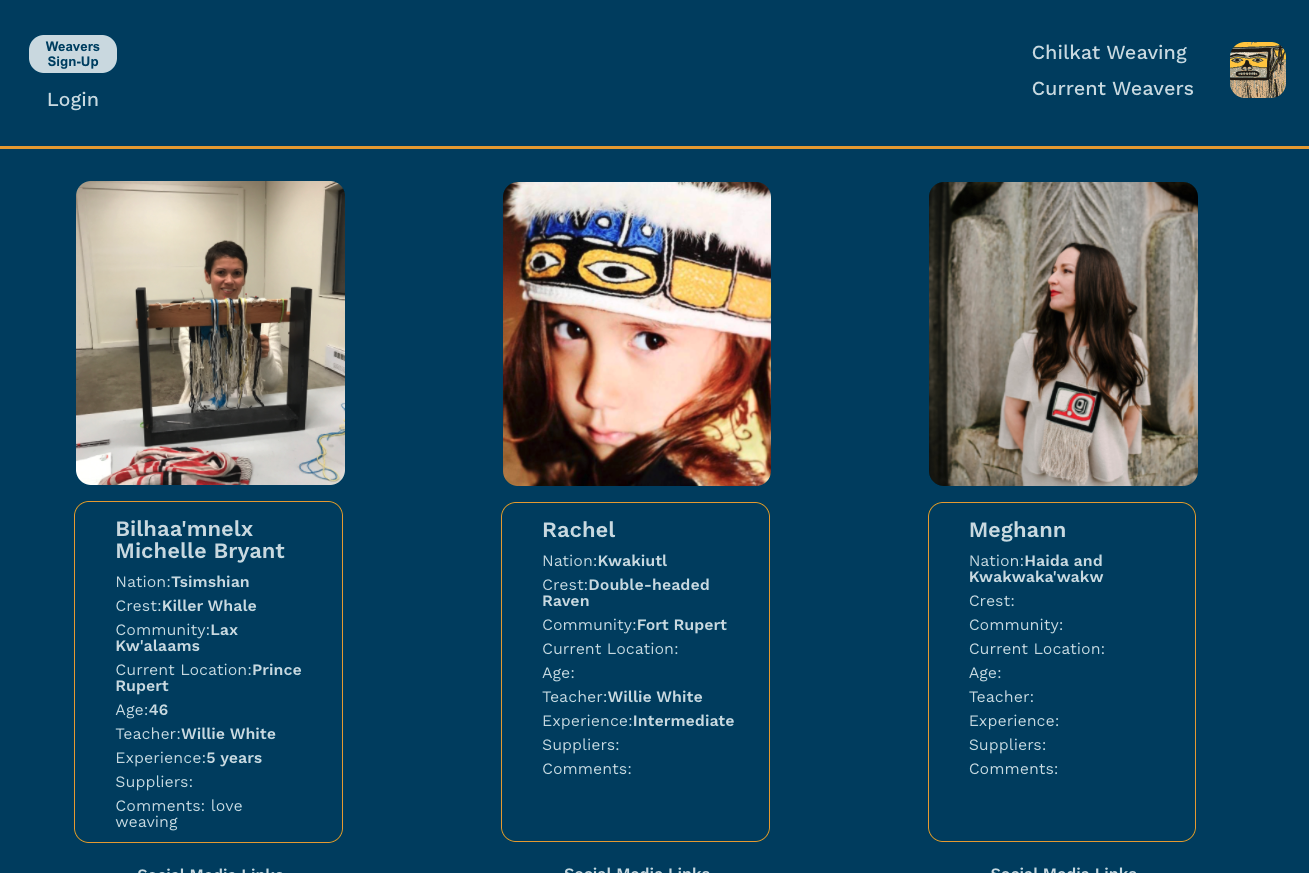 Weavers
Sign-Up
Login
Chilkat Weaving
Current Weavers
Bilhaa'mnelx
Michelle Bryant
Nation:Tsimshian
Crest:Killer Whale
Community:Lax
Kw'alaams
Current Location:Prince
Rupert
Age:46
Teacher:Willie White
Experience:5 years
Suppliers:
Comments: love
weaving
Social Media Links
Rachel
Nation:Kwakiutl
Crest:Double-headed
Raven
Community:Fort Rupert
Current Location:
Age:
Teacher:Willie White
Experience:Intermediate
Suppliers:
Comments:
Social Media Links
Meghann
Nation:Haida and
Kwakwaka'wakw
Crest:
Community:
Current Location:
Age:
Teacher:
Experience:
Suppliers:
Comments:
Social Media Links